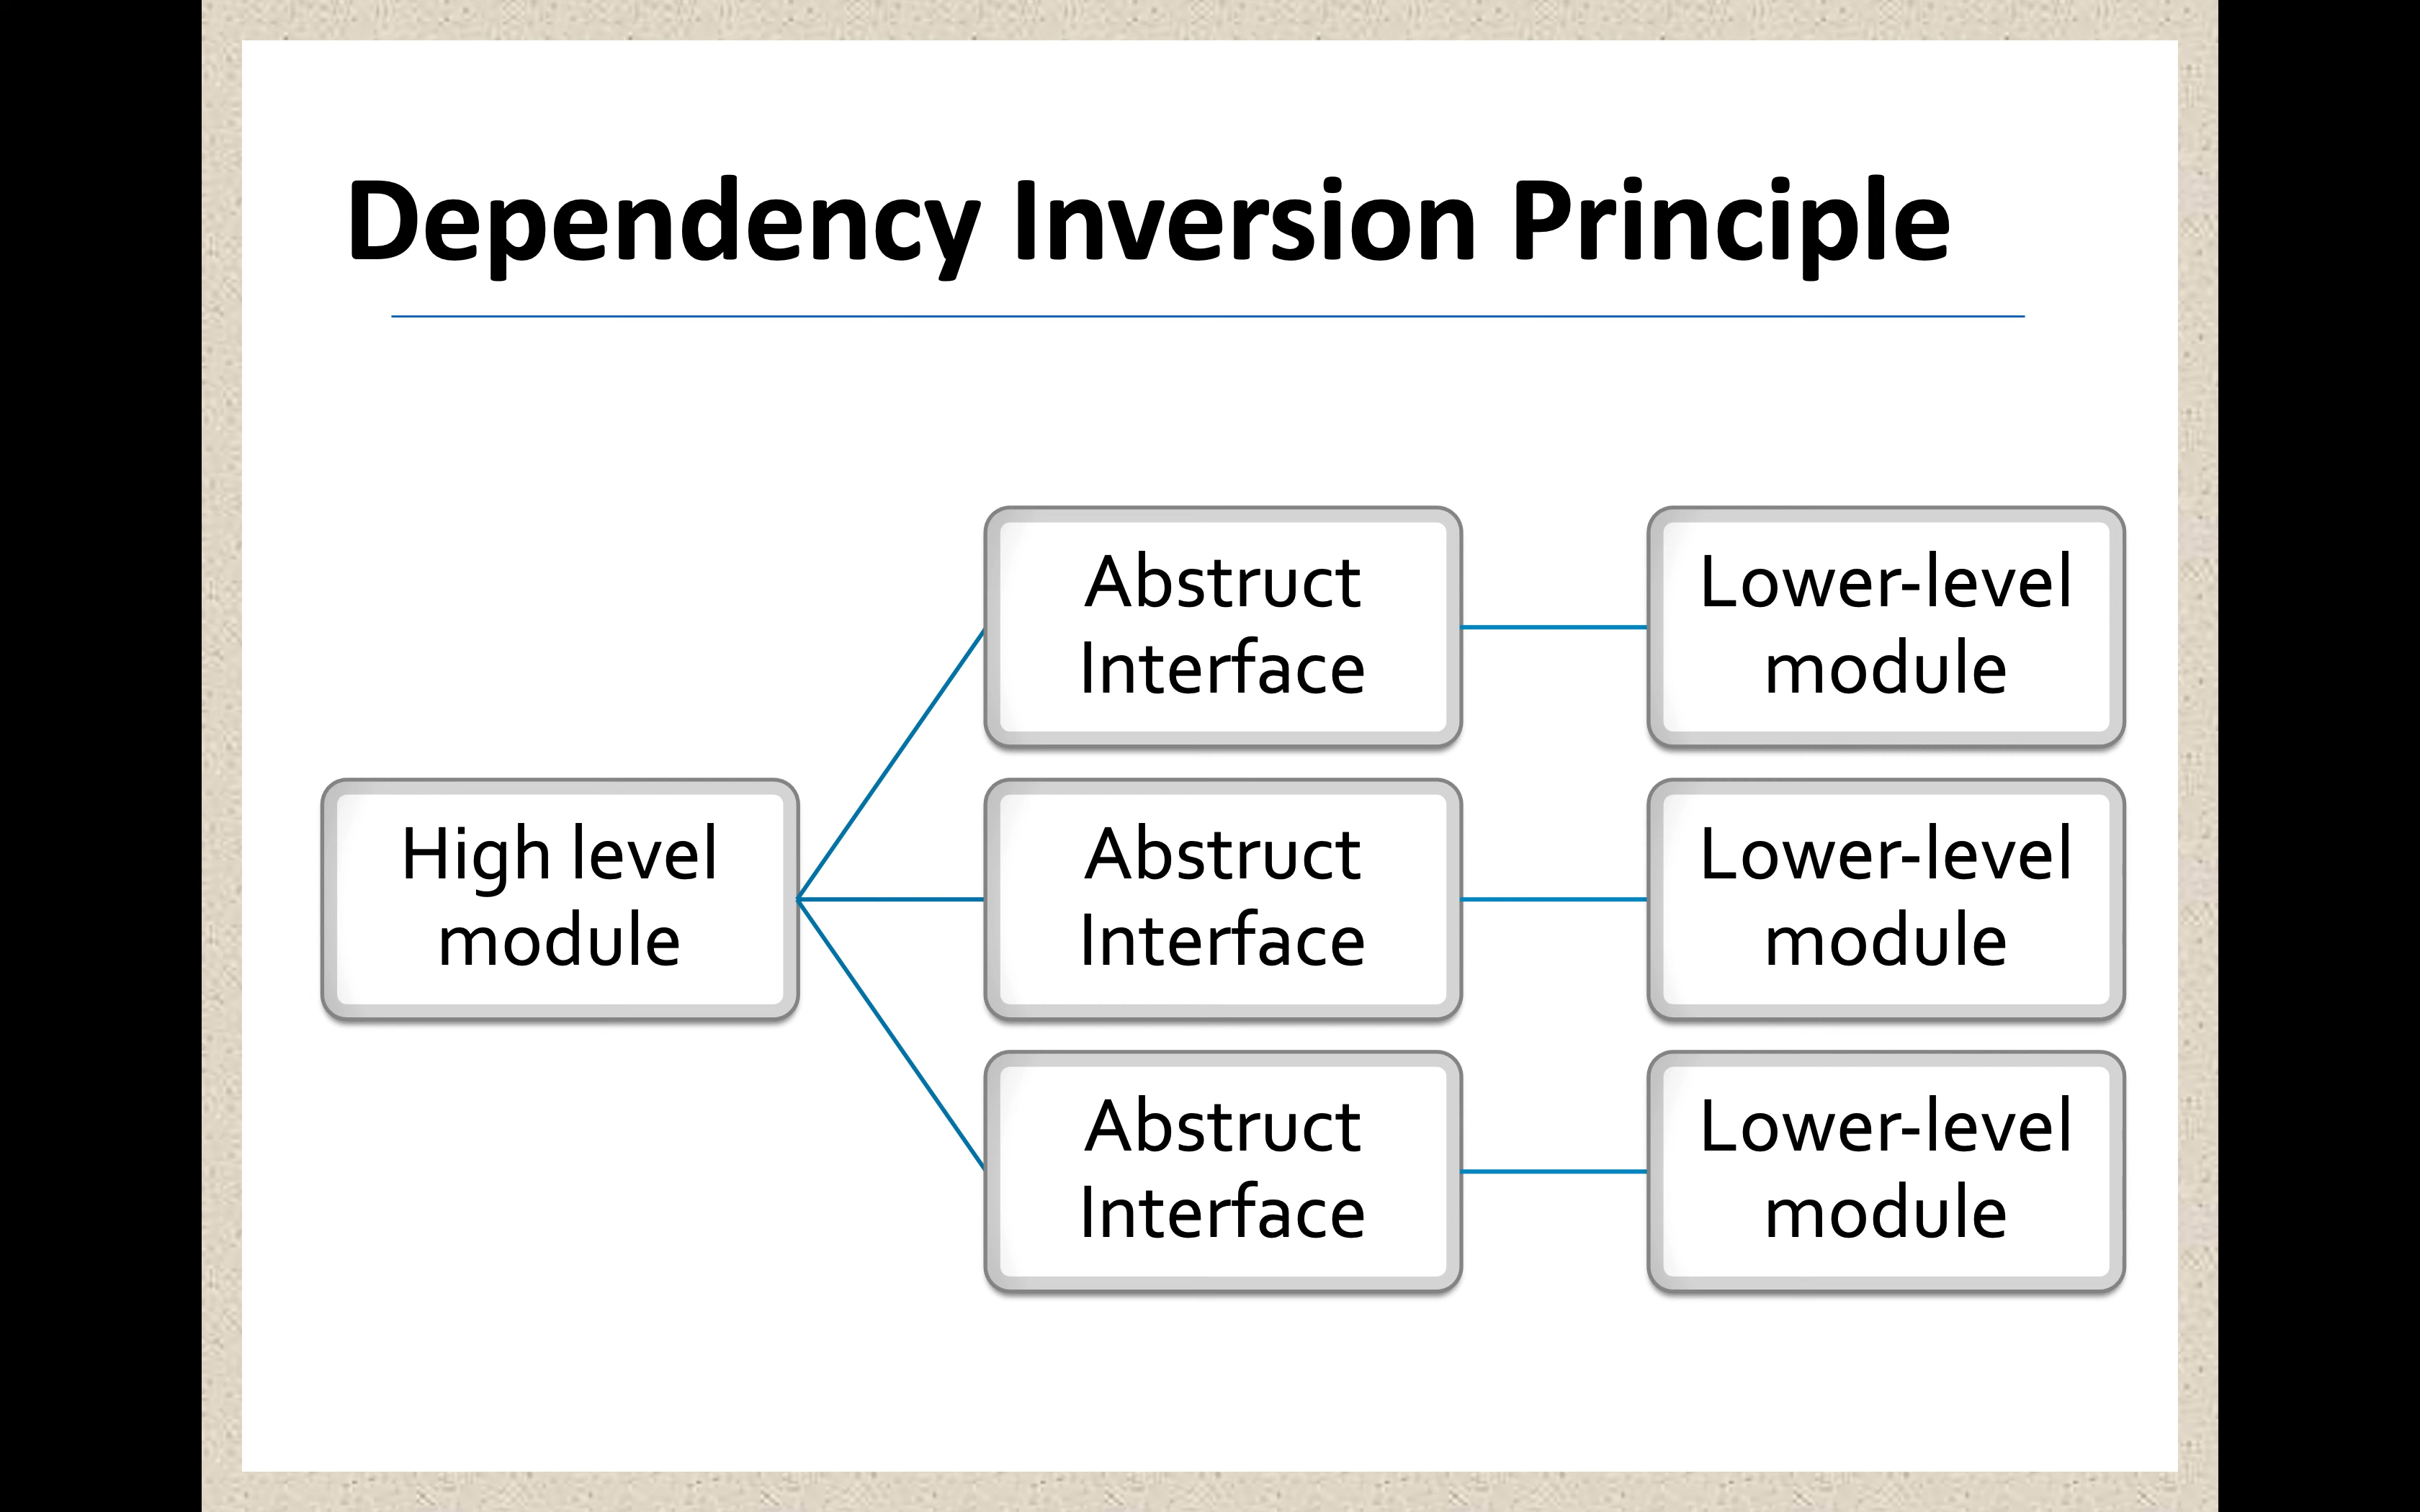 Dependency Inversion Principle
High level
module
Abstruct
Interface
Lower-level
module
Abstruct
Interface
Lower-level
module
Abstruct
Interface
Lower-level
module